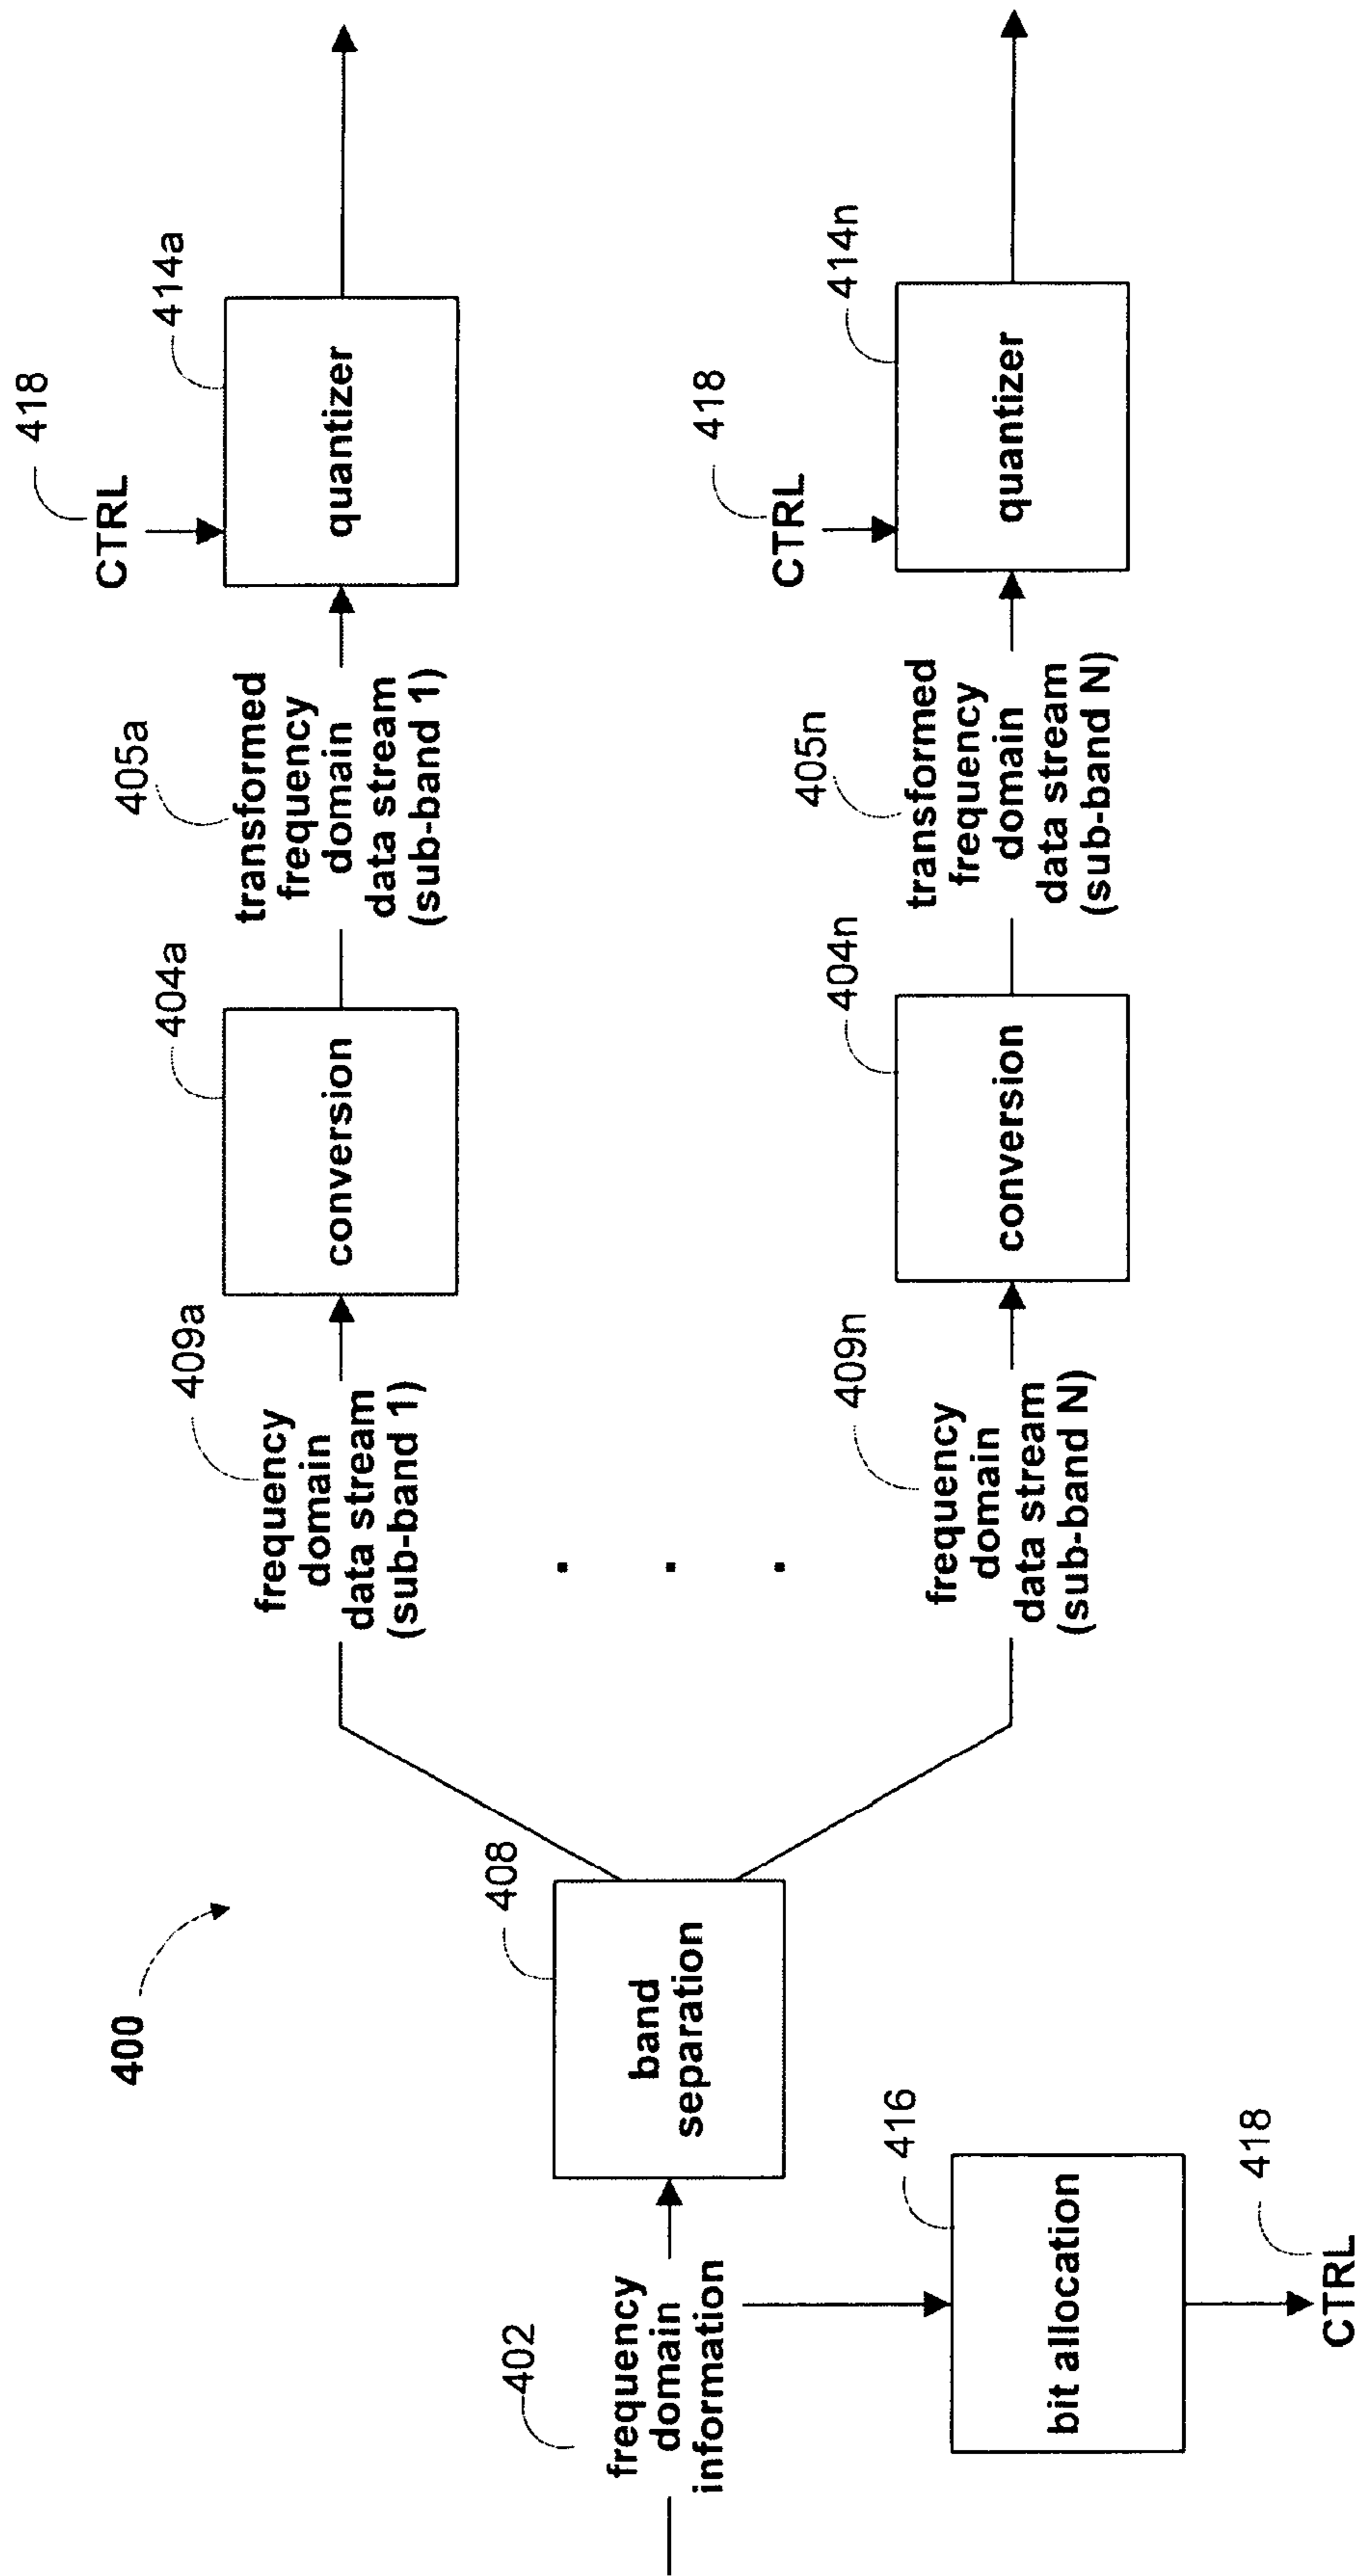 400
402
frequency
domain
information
408
band
separation
416
bit allocation
418
CTRL
409a
frequency
domain
data stream
(sub-band 1)
404a
conversion
405a
transformed
frequency
domain
data stream
(sub-band 1)
418
CTRL
414a
quantizer
. . .
409n
frequency
domain
data stream
(sub-band N)
404n
conversion
405n
transformed
frequency
domain
data stream
(sub-band N)
418
CTRL
414n
quantizer